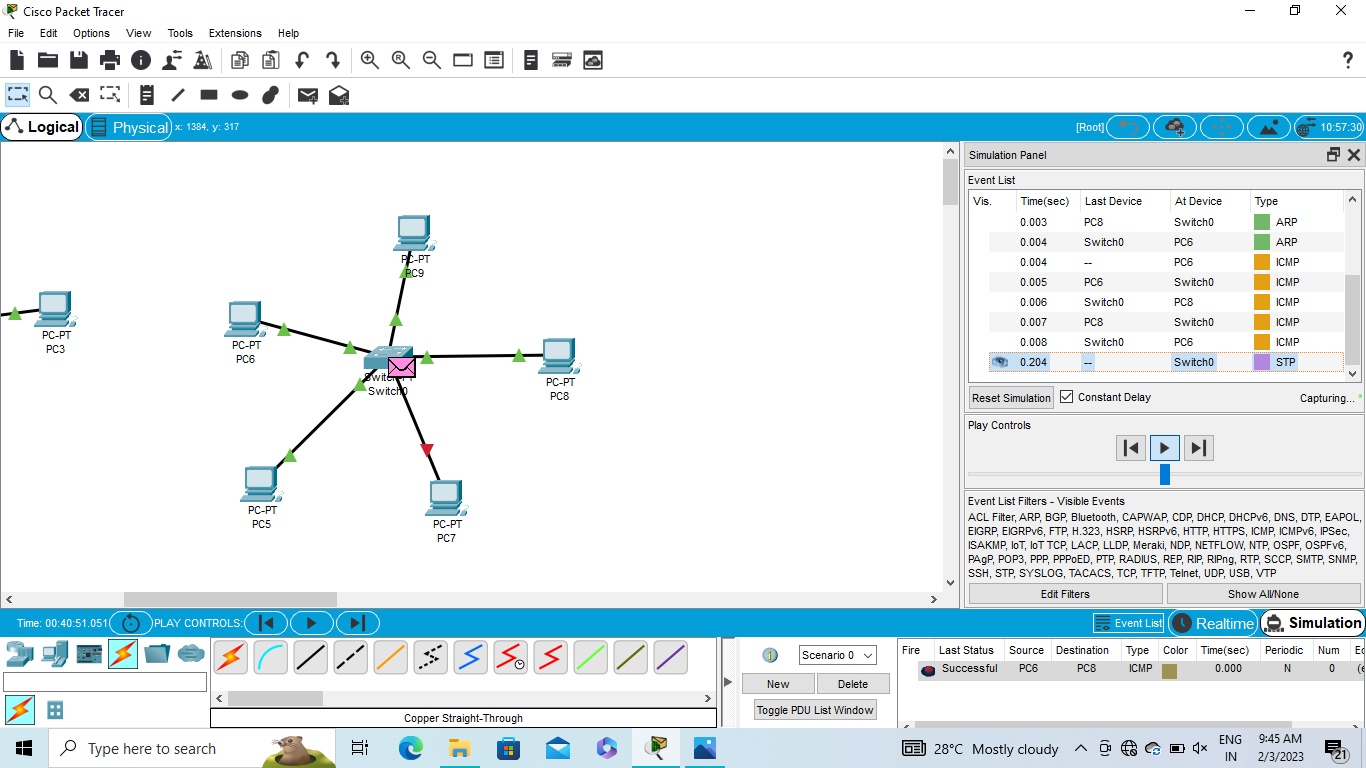 Cisco Packet Tracer
File Edit Options View Tools Extensions Help
Logical Physical x: 1384, y: 317 [Root] 10:57:30
PC-PT
PC9
PC-PT
PC3
PC-PT
PC6
Switch0
PC-PT
PC8
PC-PT
PC5
PC-PT
PC7
Simulation Panel
Event List
Vis. Time(sec) Last Device At Device Type
0.003 PC8 Switch0 ARP
0.004 Switch0 PC6 ARP
0.004 -- PC6 ICMP
0.005 PC6 Switch0 ICMP
0.006 Switch0 PC8 ICMP
0.007 PC8 Switch0 ICMP
0.008 Switch0 PC6 ICMP
0.204 -- Switch0 STP
Reset Simulation Constant Delay Capturing... *
Play Controls
Event List Filters - Visible Events
ACL Filter, ARP, BGP, Bluetooth, CAPWAP, CDP, DHCP, DHCPv6, DNS, DTP, EAPOL,
EIGRP, EIGRPv6, FTP, H.323, HSRP, HSRPv6, HTTP, HTTPS, ICMP, ICMPv6, IPSec,
ISAKMP, IoT, IoT TCP, LACP, LLDP, Meraki, NDP, NETFLOW, NTP, OSPF, OSPFv6,
PAgP, POP3, PPP, PPPoED, PTP, RADIUS, REP, RIP, RIPng, RTP, SCCP, SMTP, SNMP,
SSH, STP, SYSLOG, TACACS, TCP, TFTP, Telnet, UDP, USB, VTP
Edit Filters Show All/None
Time: 00:40:51.051 PLAY CONTROLS: Event List Realtime Simulation
Copper Straight-Through
Scenario 0
New Delete
Toggle PDU List Window
Fire Last Status Source Destination Type Color Time(sec) Periodic Num
Successful PC6 PC8 ICMP 0.000 N 0
Type here to search
28°C Mostly cloudy
ENG
IN
9:45 AM
2/3/2023
21